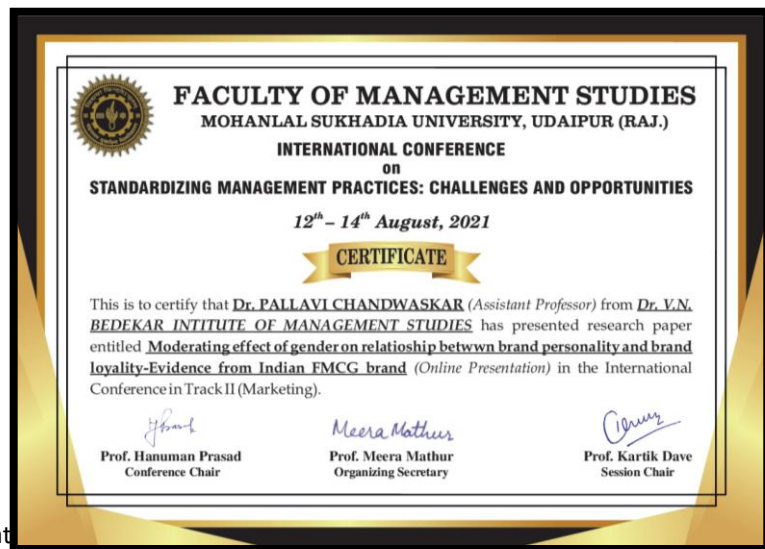 FACULTY OF MANAGEMENT STUDIES
MOHANLAL SUKHADIA UNIVERSITY, UDAIPUR (RAJ.)
INTERNATIONAL CONFERENCE
on
STANDARDIZING MANAGEMENT PRACTICES: CHALLENGES AND OPPORTUNITIES
12th – 14th August, 2021
CERTIFICATE
This is to certify that Dr. PALLAVI CHANDWASKAR (Assistant Professor) from Dr. V.N.
BEDEKAR INTITUTE OF MANAGEMENT STUDIES has presented research paper
entitled Moderating effect of gender on relatioship betwwn brand personality and brand
loyality-Evidence from Indian FMCG brand (Online Presentation) in the International
Conference in Track II (Marketing).
Meera Mathur
Prof. Hanuman Prasad Prof. Meera Mathur Prof. Kartik Dave
Conference Chair Organizing Secretary Session Chair